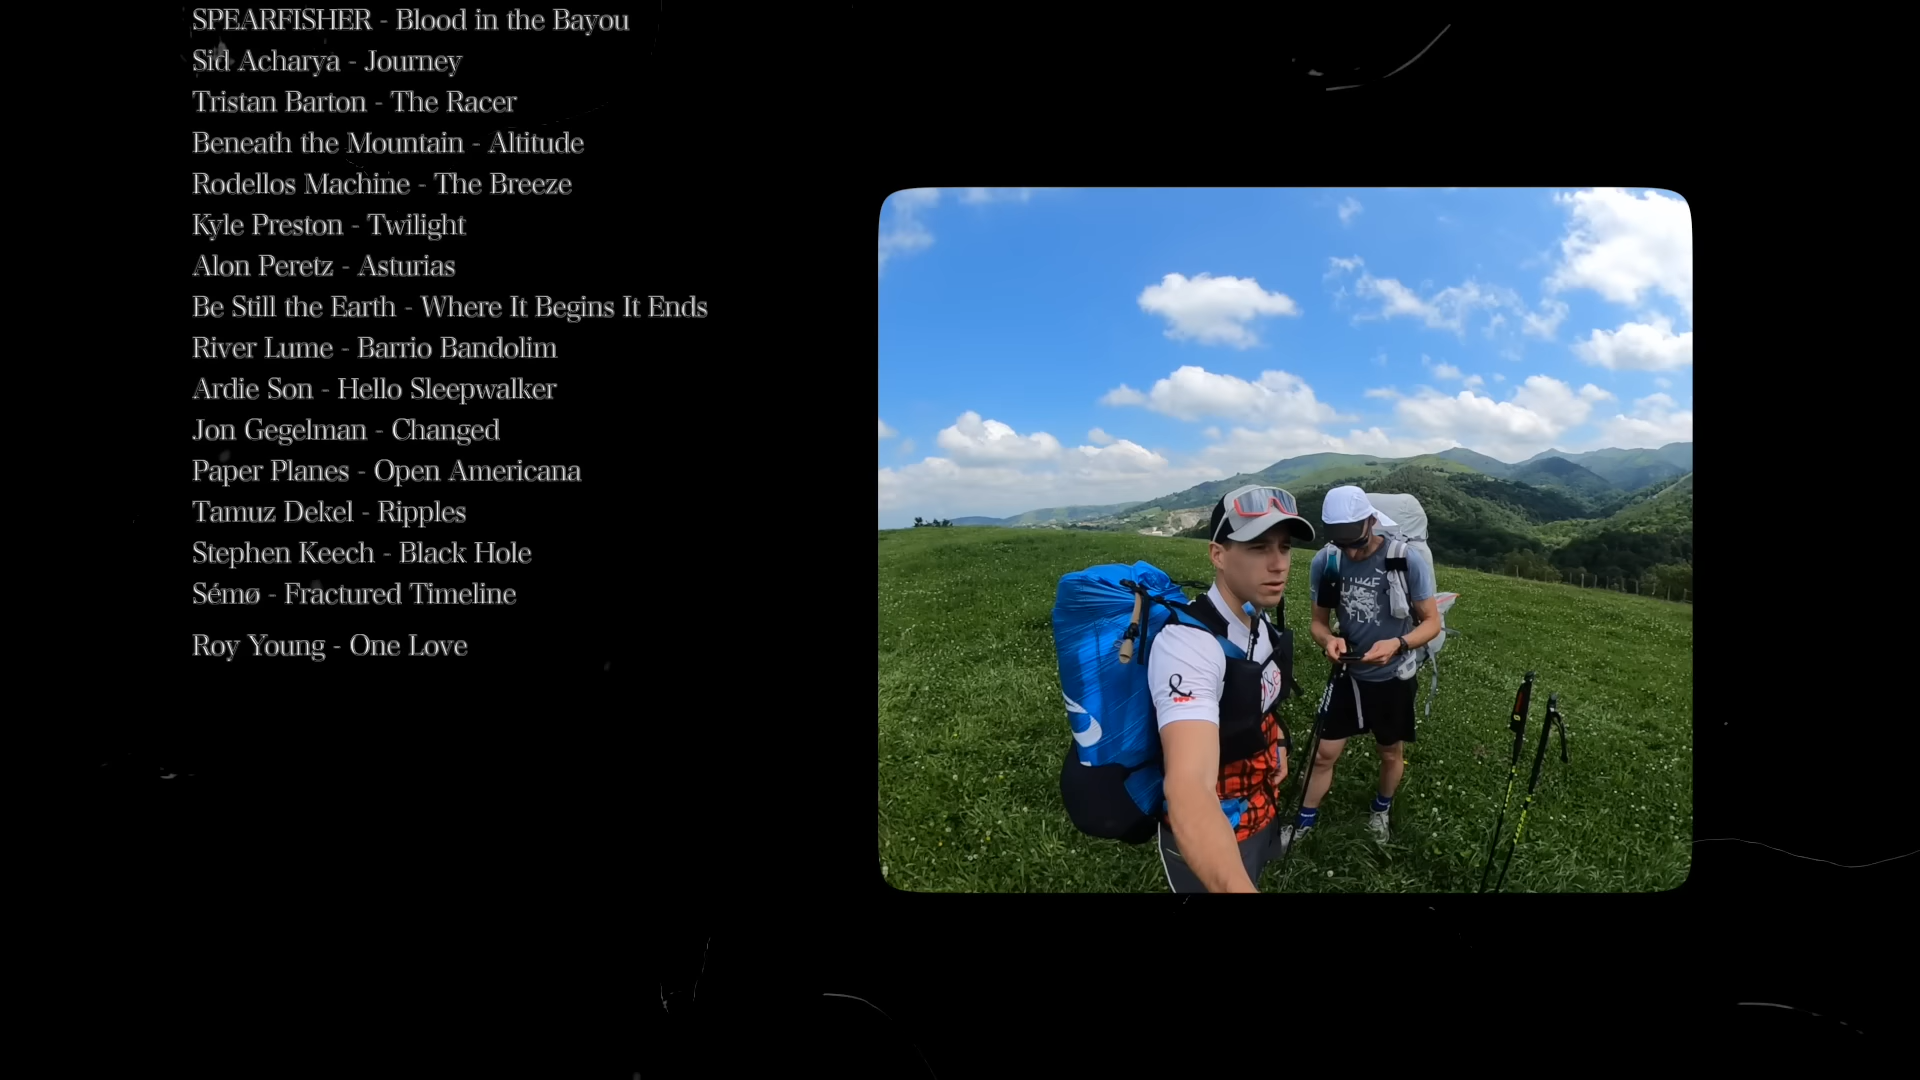 SPEARFISHER - Blood in the Bayou
Sid Acharya - Journey
Tristan Barton - The Racer
Beneath the Mountain - Altitude
Rodellos Machine - The Breeze
Kyle Preston - Twilight
Alon Peretz - Asturias
Be Still the Earth - Where It Begins It Ends
River Lume - Barrio Bandolim
Ardie Son - Hello Sleepwalker
Jon Gegelman - Changed
Paper Planes - Open Americana
Tamuz Dekel - Ripples
Stephen Keech - Black Hole
Sémø - Fractured Timeline
Roy Young - One Love